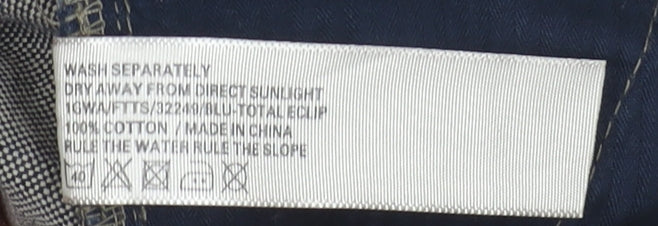 WASH SEPARATELY
DRY AWAY FROM DIRECT SUNLIGHT
1GWA/FTTS/32249/BLU-TOTAL ECLIP
100% COTTON / MADE IN CHINA
RULE THE WATER RULE THE SLOPE
40